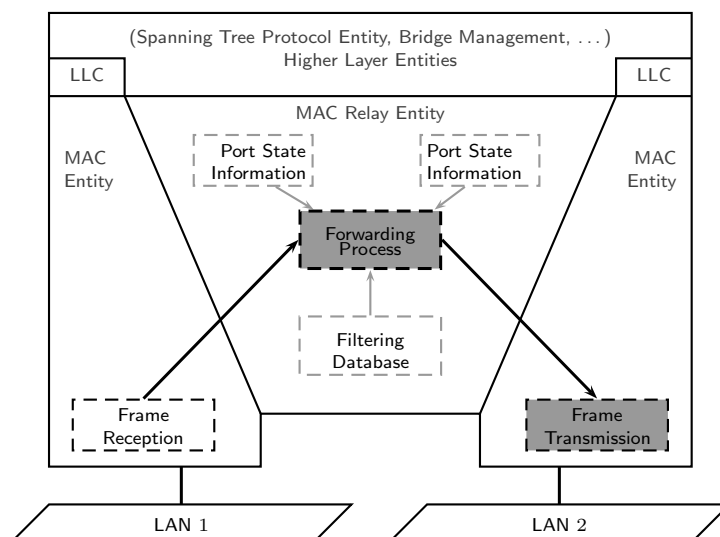 (Spanning Tree Protocol Entity, Bridge Management, ... )
Higher Layer Entities
LLC
LLC
MAC Relay Entity
MAC
Entity
MAC
Entity
Port State
Information
Port State
Information
Forwarding
Process
Filtering
Database
Frame
Reception
Frame
Transmission
LAN 1
LAN 2